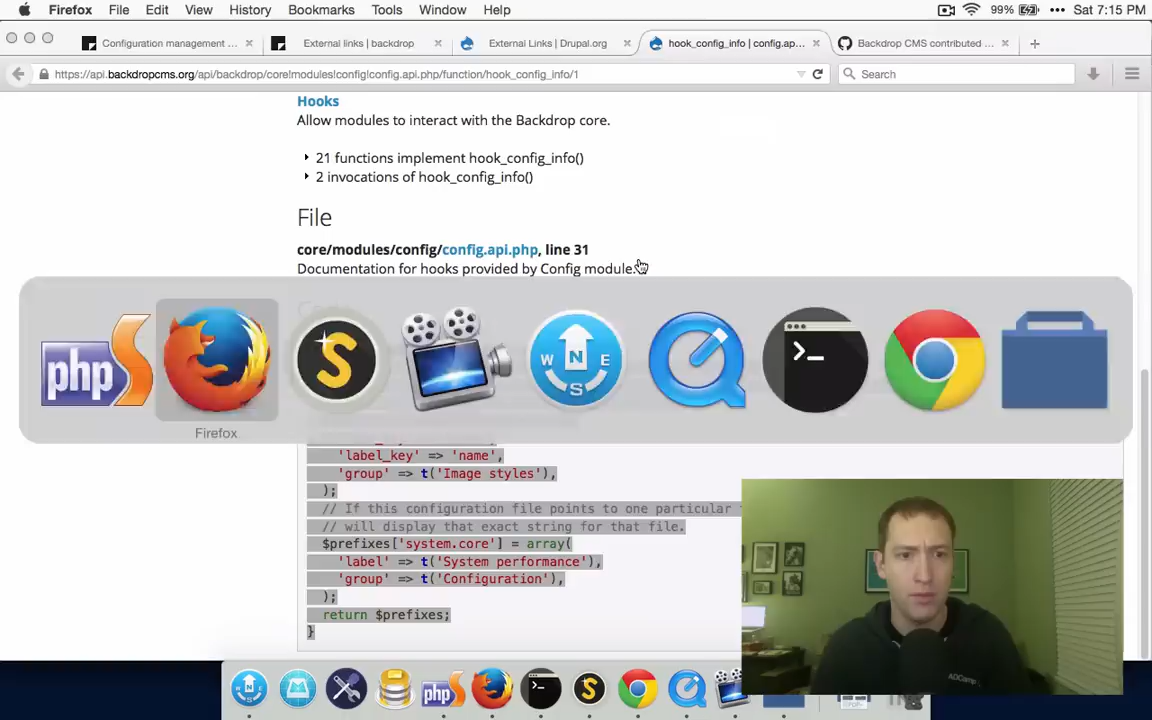 Firefox File Edit View History Bookmarks Tools Window Help 99% Sat 7:15 PM
Configuration management ... External links | backdrop External Links | Drupal.org hook_config_info | config.ap... Backdrop CMS contributed ...
https://api.backdropcms.org/api/backdrop/core!modules!config!config.api.php/function/hook_config_info/1 Search
Hooks
Allow modules to interact with the Backdrop core.
21 functions implement hook_config_info()
2 invocations of hook_config_info()
File
core/modules/config/config.api.php, line 31
Documentation for hooks provided by Config module.
php S S W N E S >_
Firefox
'label_key' => 'name',
'group' => t('Image styles'),
);
// If this configuration file points to one particular
// will display that exact string for that file.
$prefixes['system.core'] = array(
'label' => t('System performance'),
'group' => t('Configuration'),
);
return $prefixes;
}
ADCamp